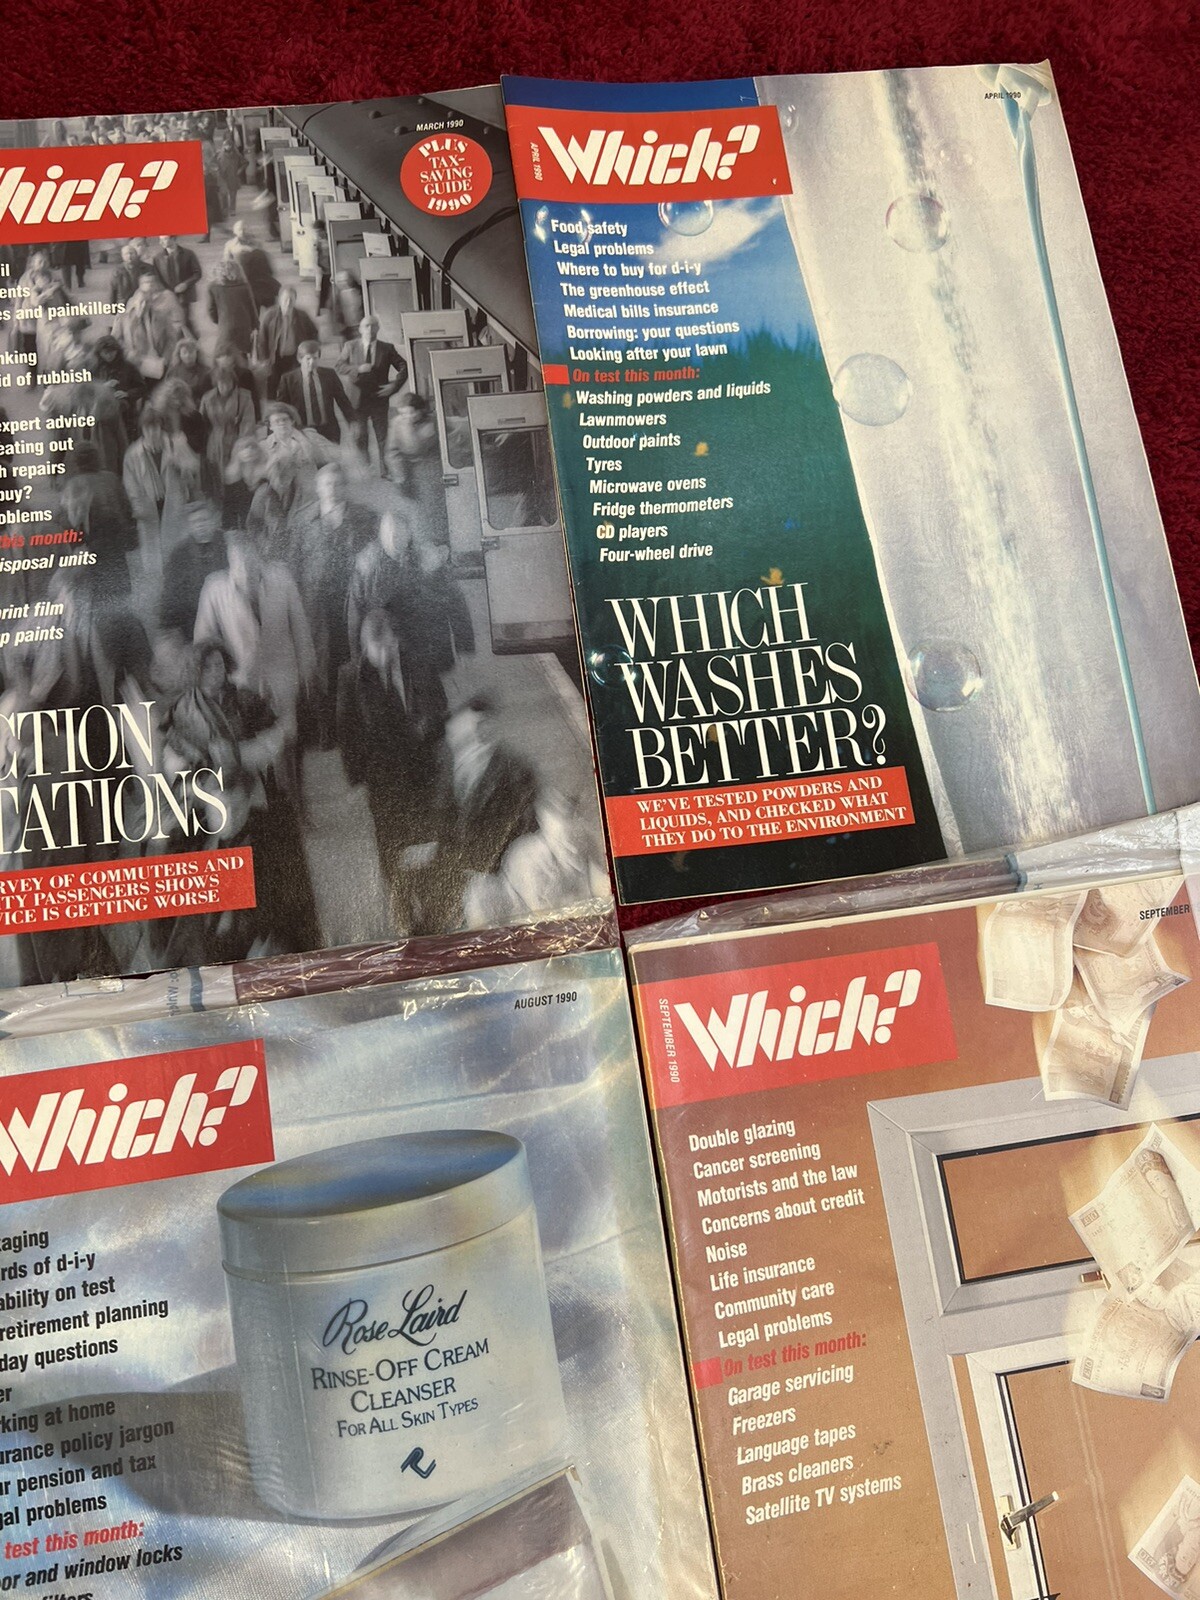 MARCH 1990
Which?
PLUS
TAX-
SAVING
GUIDE
1990
and painkillers
of rubbish
expert advice
eating out
repairs
buy?
this month:
disposal units
print film
paints
SURVEY OF COMMUTERS AND
PASSENGERS SHOWS
IS GETTING WORSE
APRIL 1990
APRIL 1990
Which?
Food safety
Legal problems
Where to buy for d-i-y
The greenhouse effect
Medical bills insurance
Borrowing: your questions
Looking after your lawn
On test this month:
Washing powders and liquids
Lawnmowers
Outdoor paints
Tyres
Microwave ovens
Fridge thermometers
CD players
Four-wheel drive
WHICH
WASHES
BETTER?
WE'VE TESTED POWDERS AND
LIQUIDS, AND CHECKED WHAT
THEY DO TO THE ENVIRONMENT
AUGUST 1990
Which?
of d-i-y
on test
retirement planning
questions
at home
policy jargon
pension and tax
problems
test this month:
and window locks
Rose Laird
RINSE-OFF CREAM
CLEANSER
FOR ALL SKIN TYPES
SEPTEMBER
SEPTEMBER 1990
Which?
Double glazing
Cancer screening
Motorists and the law
Concerns about credit
Noise
Life insurance
Community care
Legal problems
On test this month:
Garage servicing
Freezers
Language tapes
Brass cleaners
Satellite TV systems